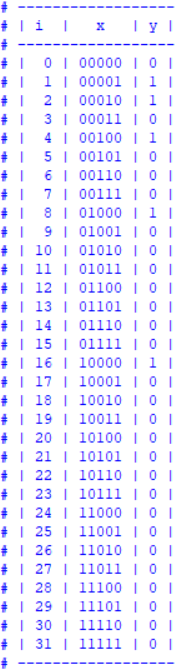 # -------------------
# | i | x | y |
# -------------------
# | 0 | 00000 | 0 |
# | 1 | 00001 | 1 |
# | 2 | 00010 | 1 |
# | 3 | 00011 | 0 |
# | 4 | 00100 | 1 |
# | 5 | 00101 | 0 |
# | 6 | 00110 | 0 |
# | 7 | 00111 | 0 |
# | 8 | 01000 | 1 |
# | 9 | 01001 | 0 |
# | 10 | 01010 | 0 |
# | 11 | 01011 | 0 |
# | 12 | 01100 | 0 |
# | 13 | 01101 | 0 |
# | 14 | 01110 | 0 |
# | 15 | 01111 | 0 |
# | 16 | 10000 | 1 |
# | 17 | 10001 | 0 |
# | 18 | 10010 | 0 |
# | 19 | 10011 | 0 |
# | 20 | 10100 | 0 |
# | 21 | 10101 | 0 |
# | 22 | 10110 | 0 |
# | 23 | 10111 | 0 |
# | 24 | 11000 | 0 |
# | 25 | 11001 | 0 |
# | 26 | 11010 | 0 |
# | 27 | 11011 | 0 |
# | 28 | 11100 | 0 |
# | 29 | 11101 | 0 |
# | 30 | 11110 | 0 |
# | 31 | 11111 | 0 |
# -------------------